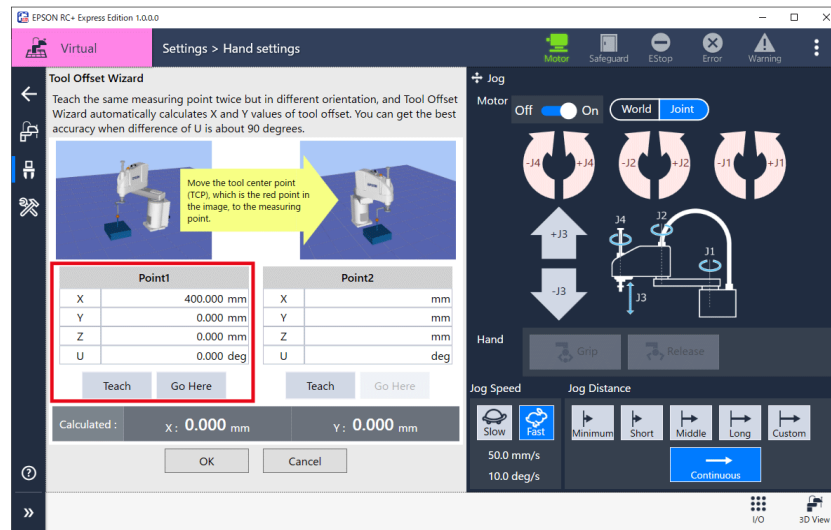 EPSON RC+ Express Edition 1.0.0.0
Virtual
Settings > Hand settings
Motor
Safeguard
EStop
Error
Warning
Tool Offset Wizard
Teach the same measuring point twice but in different orientation, and Tool Offset
Wizard automatically calculates X and Y values of tool offset. You can get the best
accuracy when difference of U is about 90 degrees.
Move the tool center point
(TCP), which is the red point in
the image, to the measuring
point.
Point1
X 400.000 mm
Y 0.000 mm
Z 0.000 mm
U 0.000 deg
Teach Go Here
Point2
X mm
Y mm
Z mm
U deg
Teach Go Here
Calculated : X : 0.000 mm Y : 0.000 mm
OK Cancel
Jog
Motor Off On World Joint
-J4 +J4 -J2 +J2 -J1 +J1
+J3
-J3
J4
J2
J1
J3
Hand
Grip
Release
Jog Speed
Slow
Fast
50.0 mm/s
10.0 deg/s
Jog Distance
Minimum
Short
Middle
Long
Custom
Continuous
I/O
3D View